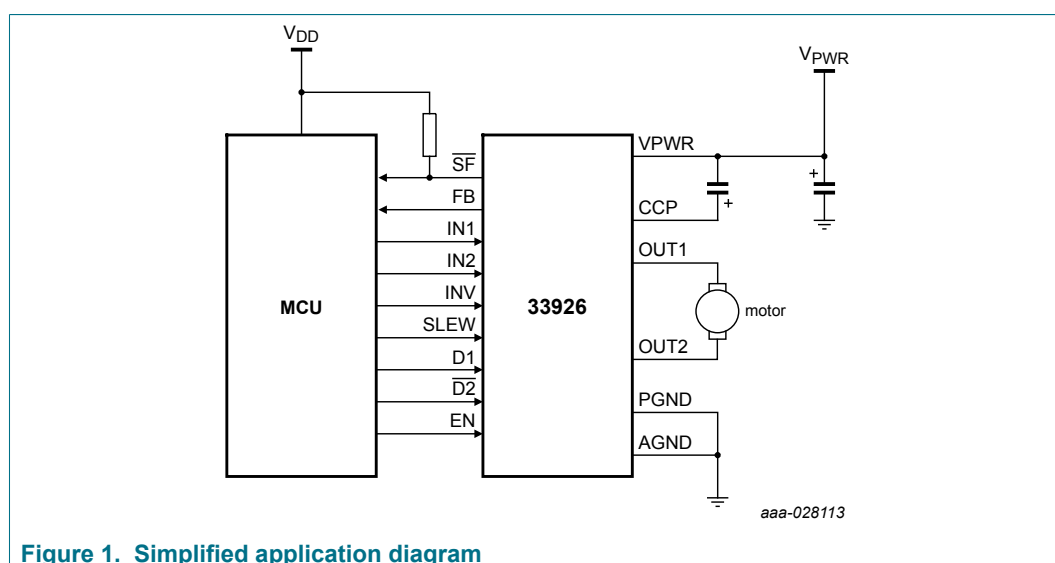 VDD
VPWR
SF
FB
IN1
IN2
INV
SLEW
D1
D2
EN
MCU
33926
VPWR
CCP
OUT1
OUT2
PGND
AGND
+
+
motor
aaa-028113
Figure 1. Simplified application diagram